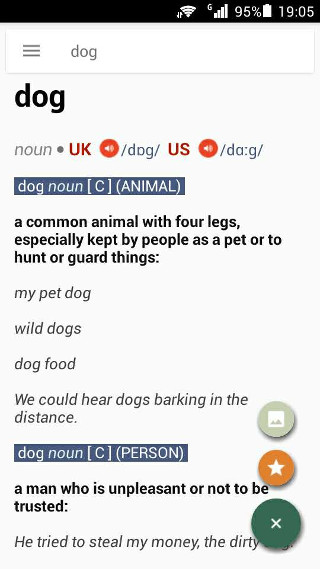 G 95% 19:05
dog
dog
noun • UK /dɒg/ US /dɑːg/
dog noun [ C ] (ANIMAL)
a common animal with four legs,
especially kept by people as a pet or to
hunt or guard things:
my pet dog
wild dogs
dog food
We could hear dogs barking in the
distance.
dog noun [ C ] (PERSON)
a man who is unpleasant or not to be
trusted:
He tried to steal my money, the dirty